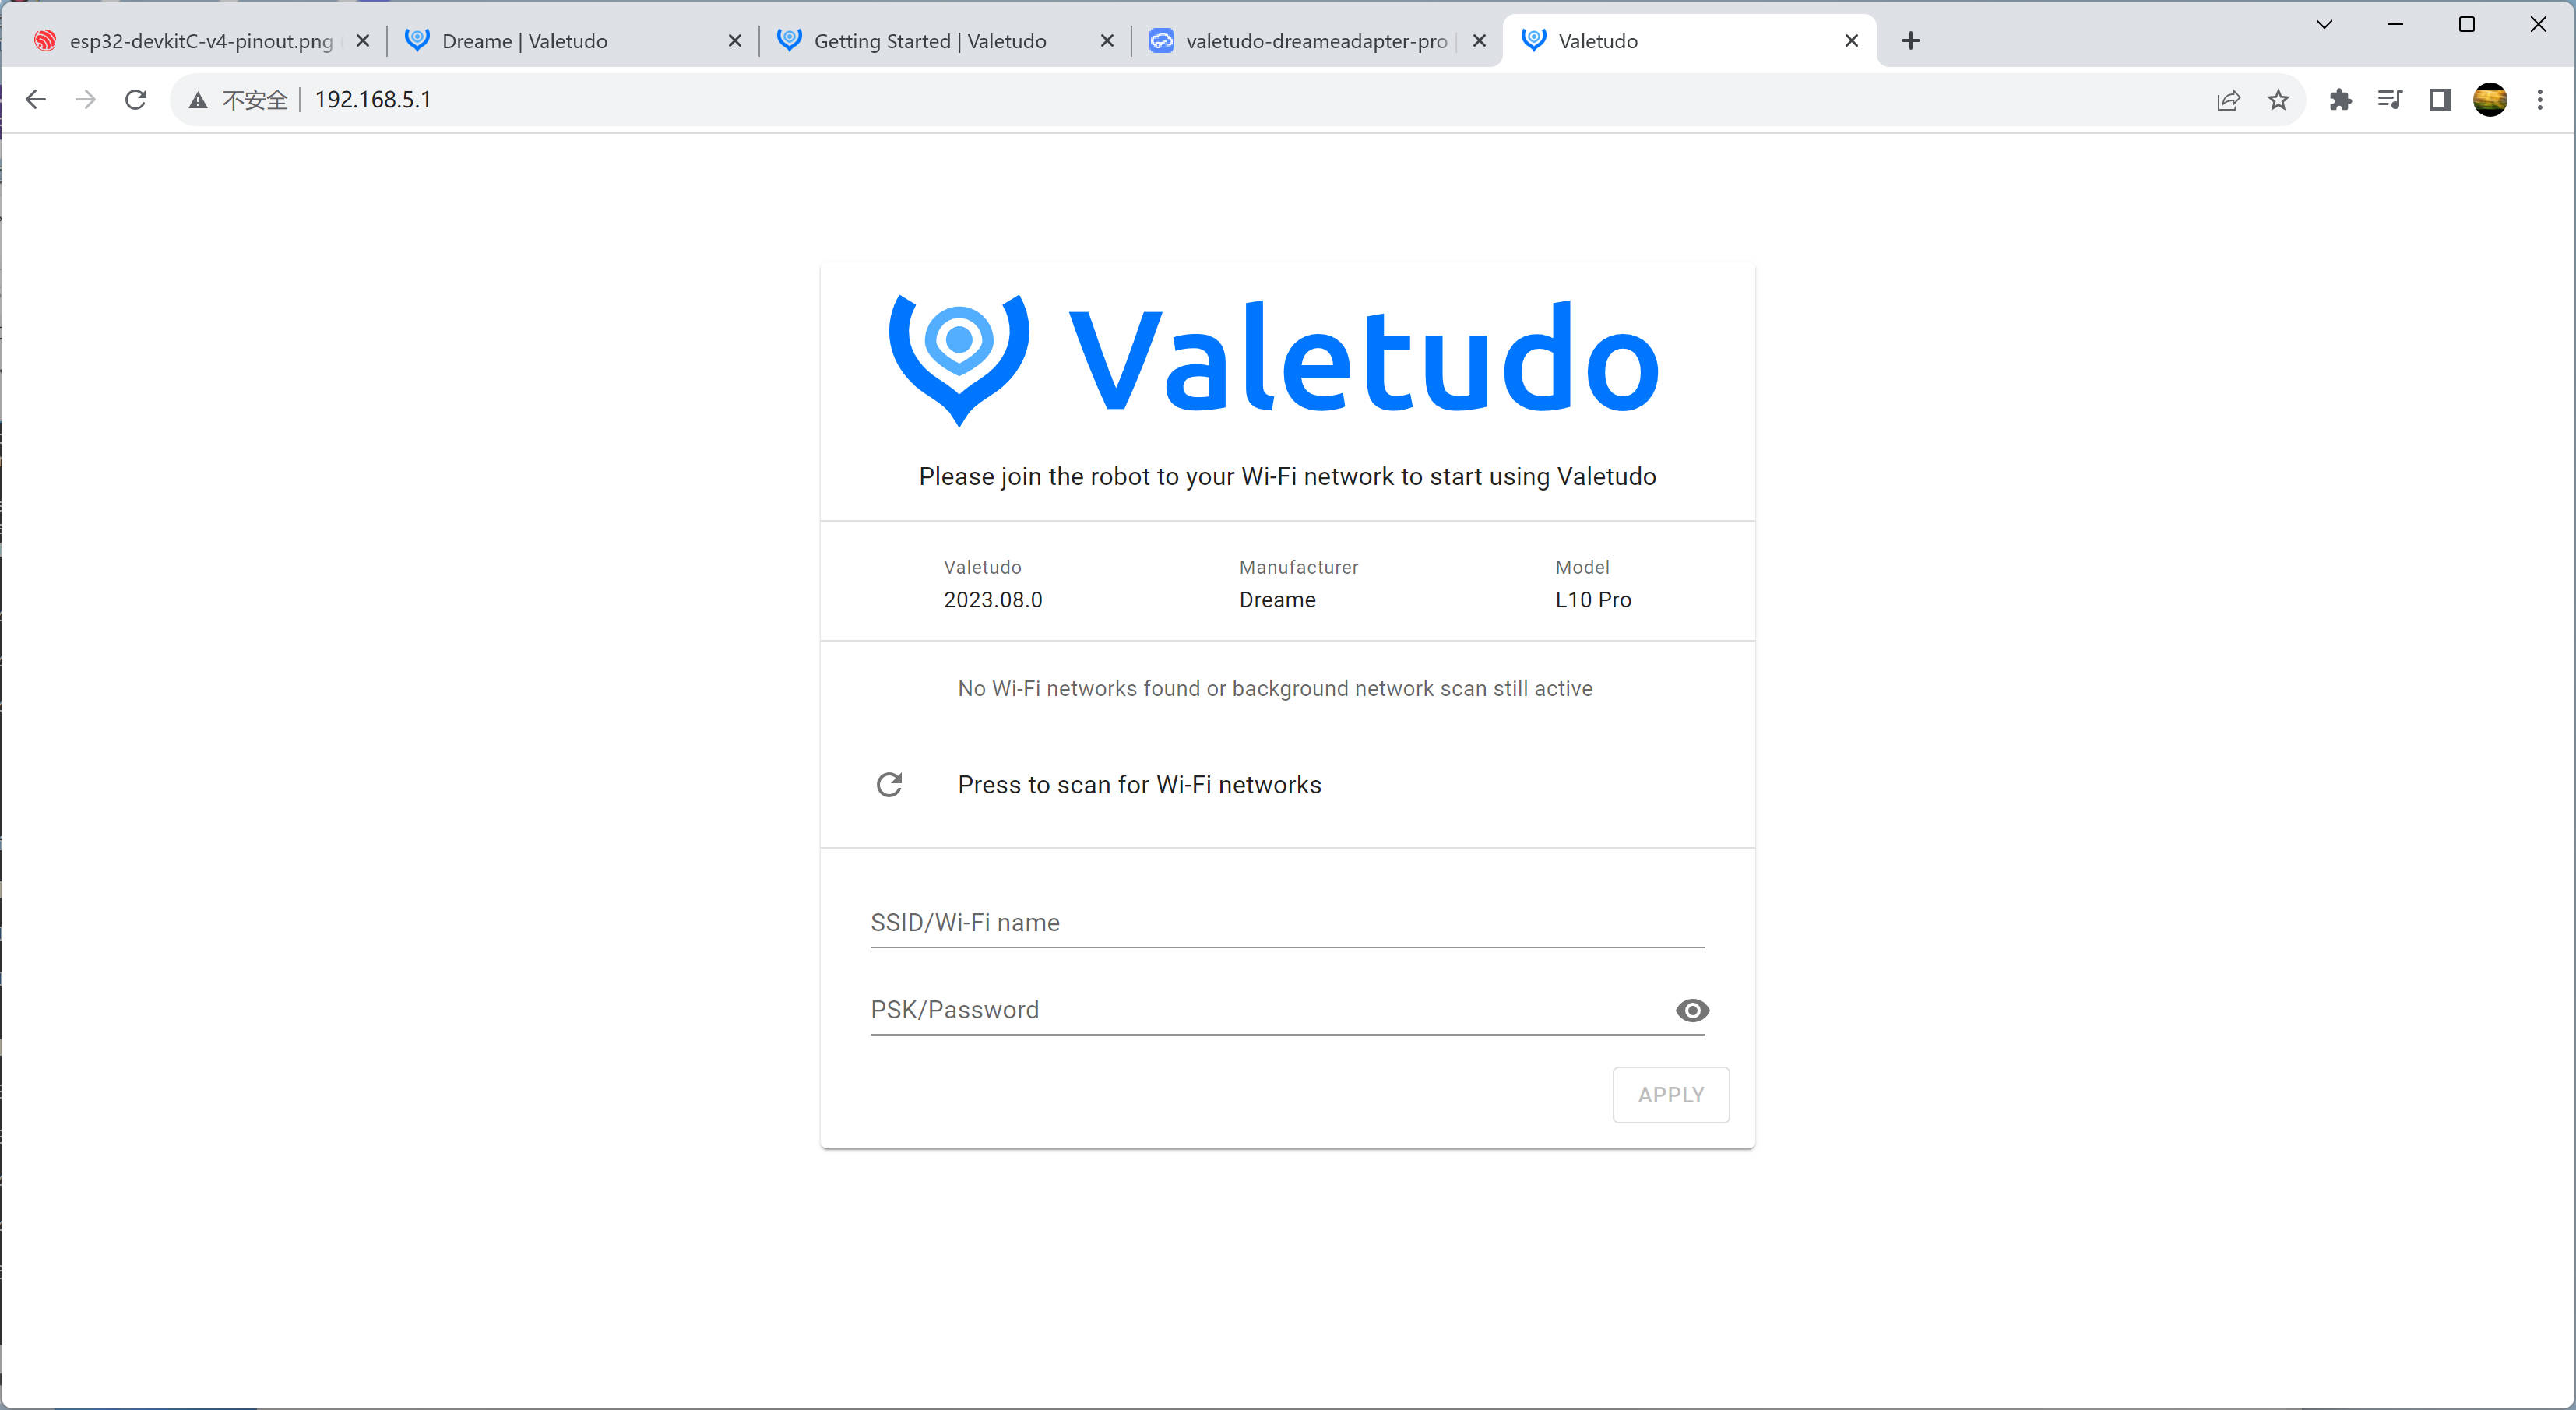 esp32-devkitC-v4-pinout.png
Dreame | Valetudo
Getting Started | Valetudo
valetudo-dreameadapter-pro
Valetudo
不安全
192.168.5.1
Valetudo
Please join the robot to your Wi-Fi network to start using Valetudo
Valetudo Manufacturer Model
2023.08.0 Dreame L10 Pro
No Wi-Fi networks found or background network scan still active
Press to scan for Wi-Fi networks
SSID/Wi-Fi name
PSK/Password
APPLY